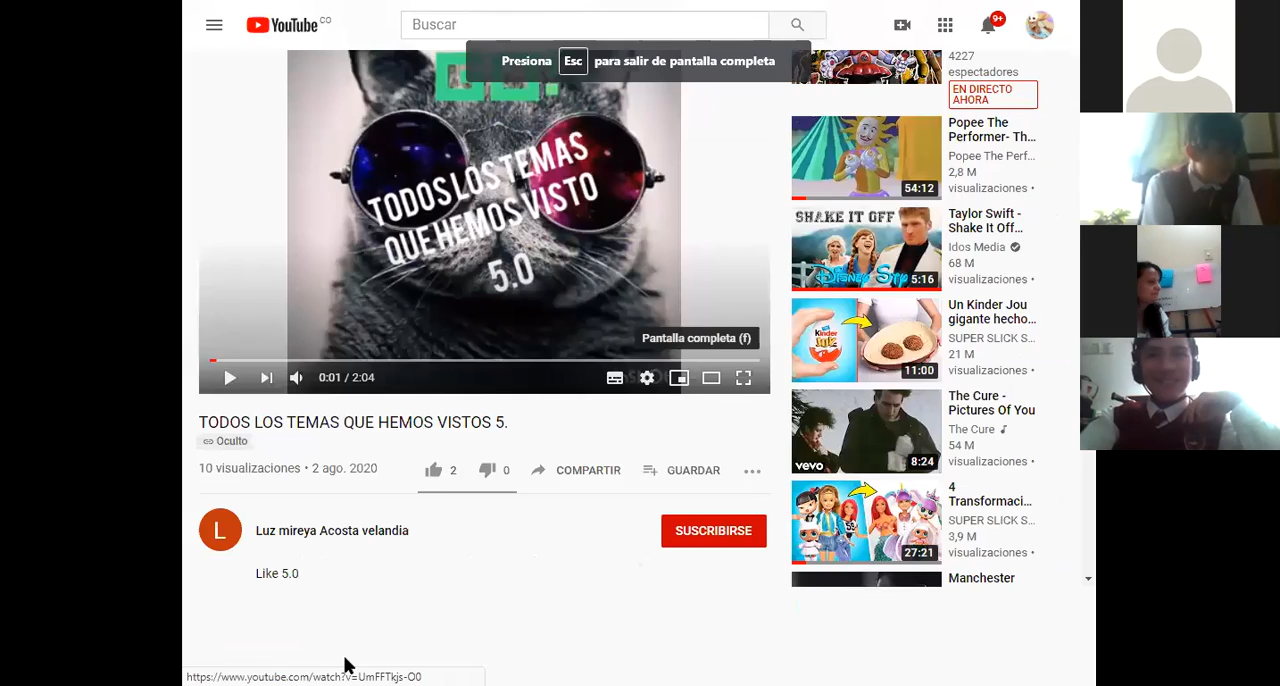 YouTube CO
Buscar
9+
Presiona Esc para salir de pantalla completa
TODOS LOS TEMAS
QUE HEMOS VISTO
5.0
Pantalla completa (f)
0:01 / 2:04
TODOS LOS TEMAS QUE HEMOS VISTOS 5.
Oculto
10 visualizaciones • 2 ago. 2020
2
0
COMPARTIR
GUARDAR
L
Luz mireya Acosta velandia
SUSCRIBIRSE
Like 5.0
4227
espectadores
EN DIRECTO
AHORA
54:12
Popee The
Performer- Th...
Popee The Perf...
2,8 M
visualizaciones •
SHAKE IT OFF
Disney
5:16
Taylor Swift -
Shake It Off...
Idos Media
68 M
visualizaciones •
Kinder
JOY
11:00
Un Kinder Jou
gigante hecho...
SUPER SLICK S...
21 M
visualizaciones •
vevo
8:24
The Cure -
Pictures Of You
The Cure
54 M
visualizaciones •
27:21
4
Transformaci...
SUPER SLICK S...
3,9 M
visualizaciones •
Manchester
https://www.youtube.com/watch?v=UmFFTkjs-O0